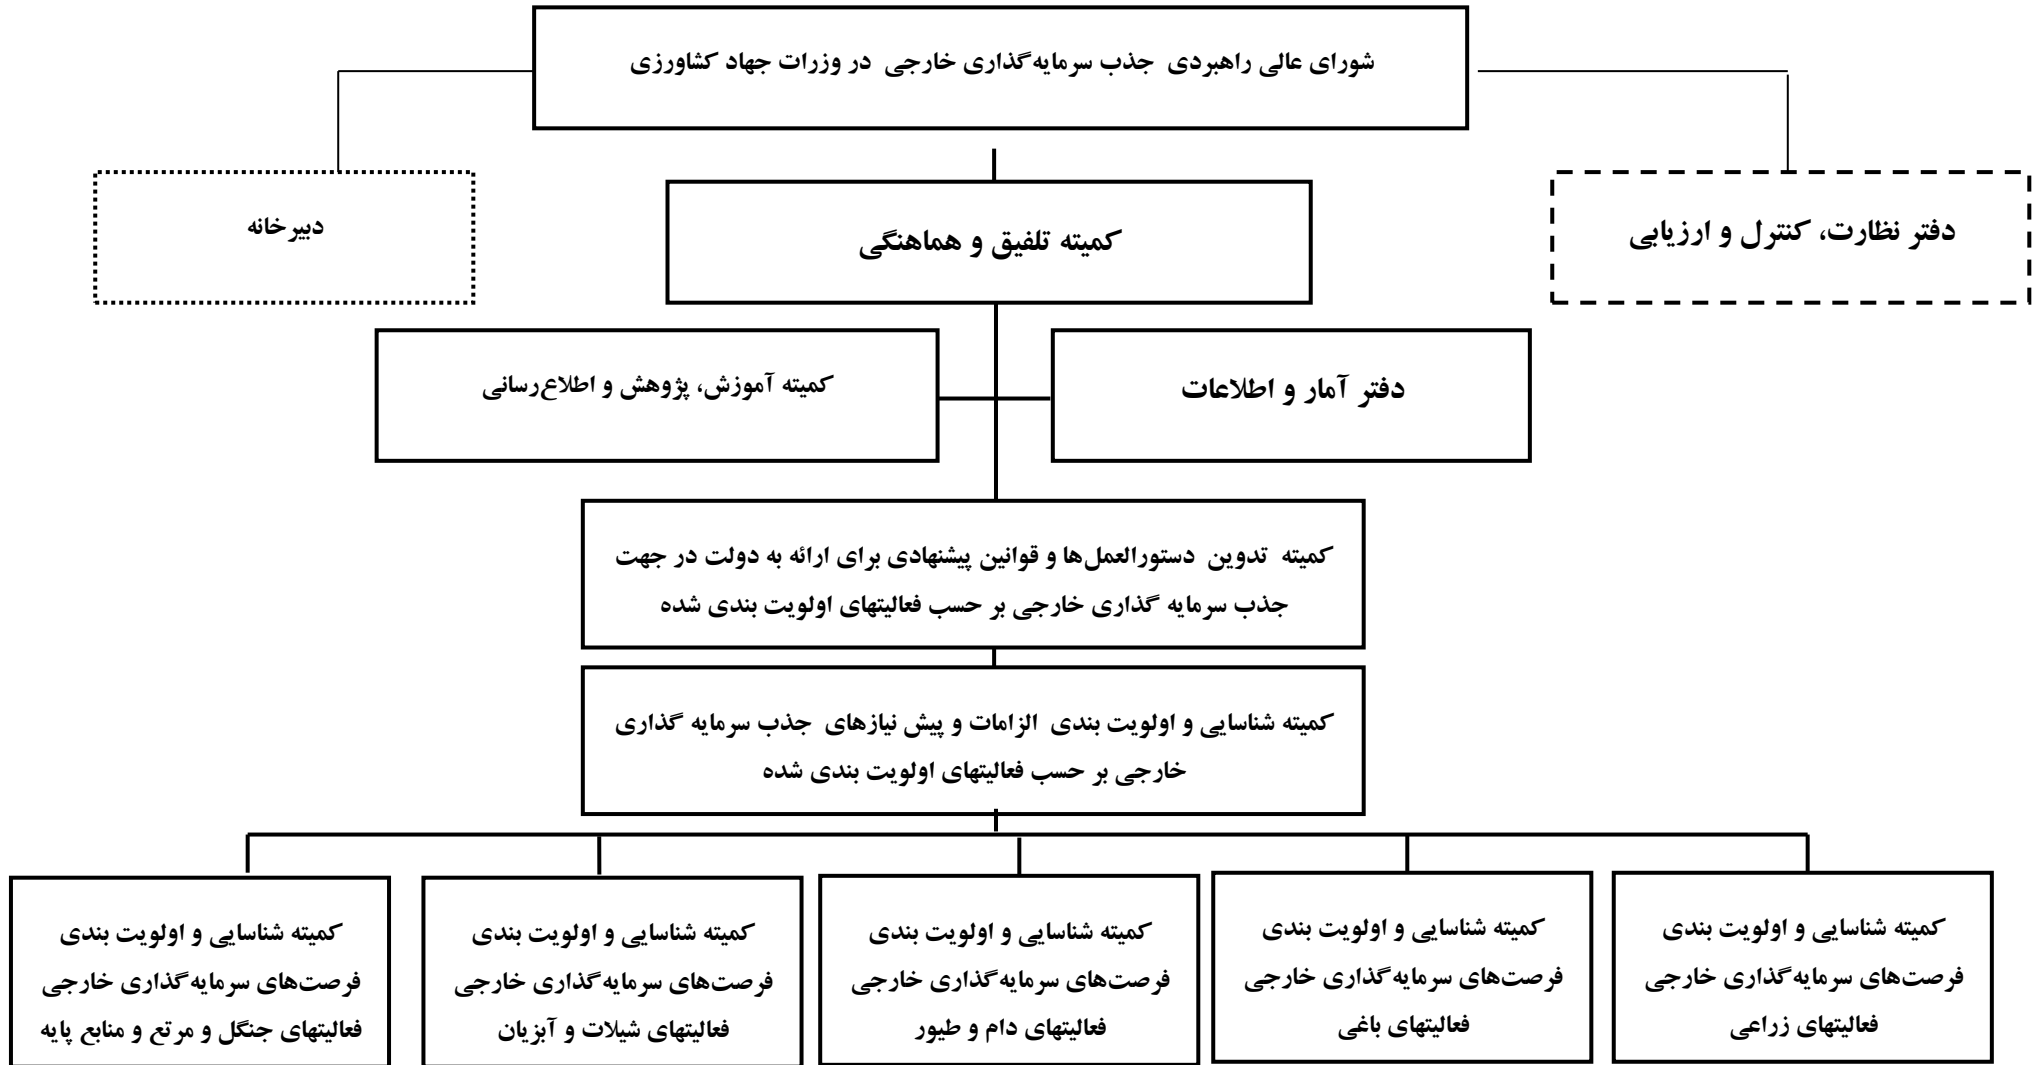 شورای عالی راهبردی جذب سرمایه‌گذاری خارجی در وزرات جهاد کشاورزی
دفتر نظارت، کنترل و ارزیابی
کمیته تلفیق و هماهنگی
دبیرخانه
دفتر آمار و اطلاعات
کمیته آموزش، پژوهش و اطلاع‌رسانی
کمیته تدوین دستورالعمل‌ها و قوانین پیشنهادی برای ارائه به دولت در جهت
جذب سرمایه گذاری خارجی بر حسب فعالیتهای اولویت بندی شده
کمیته شناسایی و اولویت بندی الزامات و پیش نیازهای جذب سرمایه گذاری
خارجی بر حسب فعالیتهای اولویت بندی شده
کمیته شناسایی و اولویت بندی
فرصت‌های سرمایه‌گذاری خارجی
فعالیتهای زراعی
کمیته شناسایی و اولویت بندی
فرصت‌های سرمایه‌گذاری خارجی
فعالیتهای باغی
کمیته شناسایی و اولویت بندی
فرصت‌های سرمایه‌گذاری خارجی
فعالیتهای دام و طیور
کمیته شناسایی و اولویت بندی
فرصت‌های سرمایه‌گذاری خارجی
فعالیتهای شیلات و آبزیان
کمیته شناسایی و اولویت بندی
فرصت‌های سرمایه‌گذاری خارجی
فعالیتهای جنگل و مرتع و منابع پایه